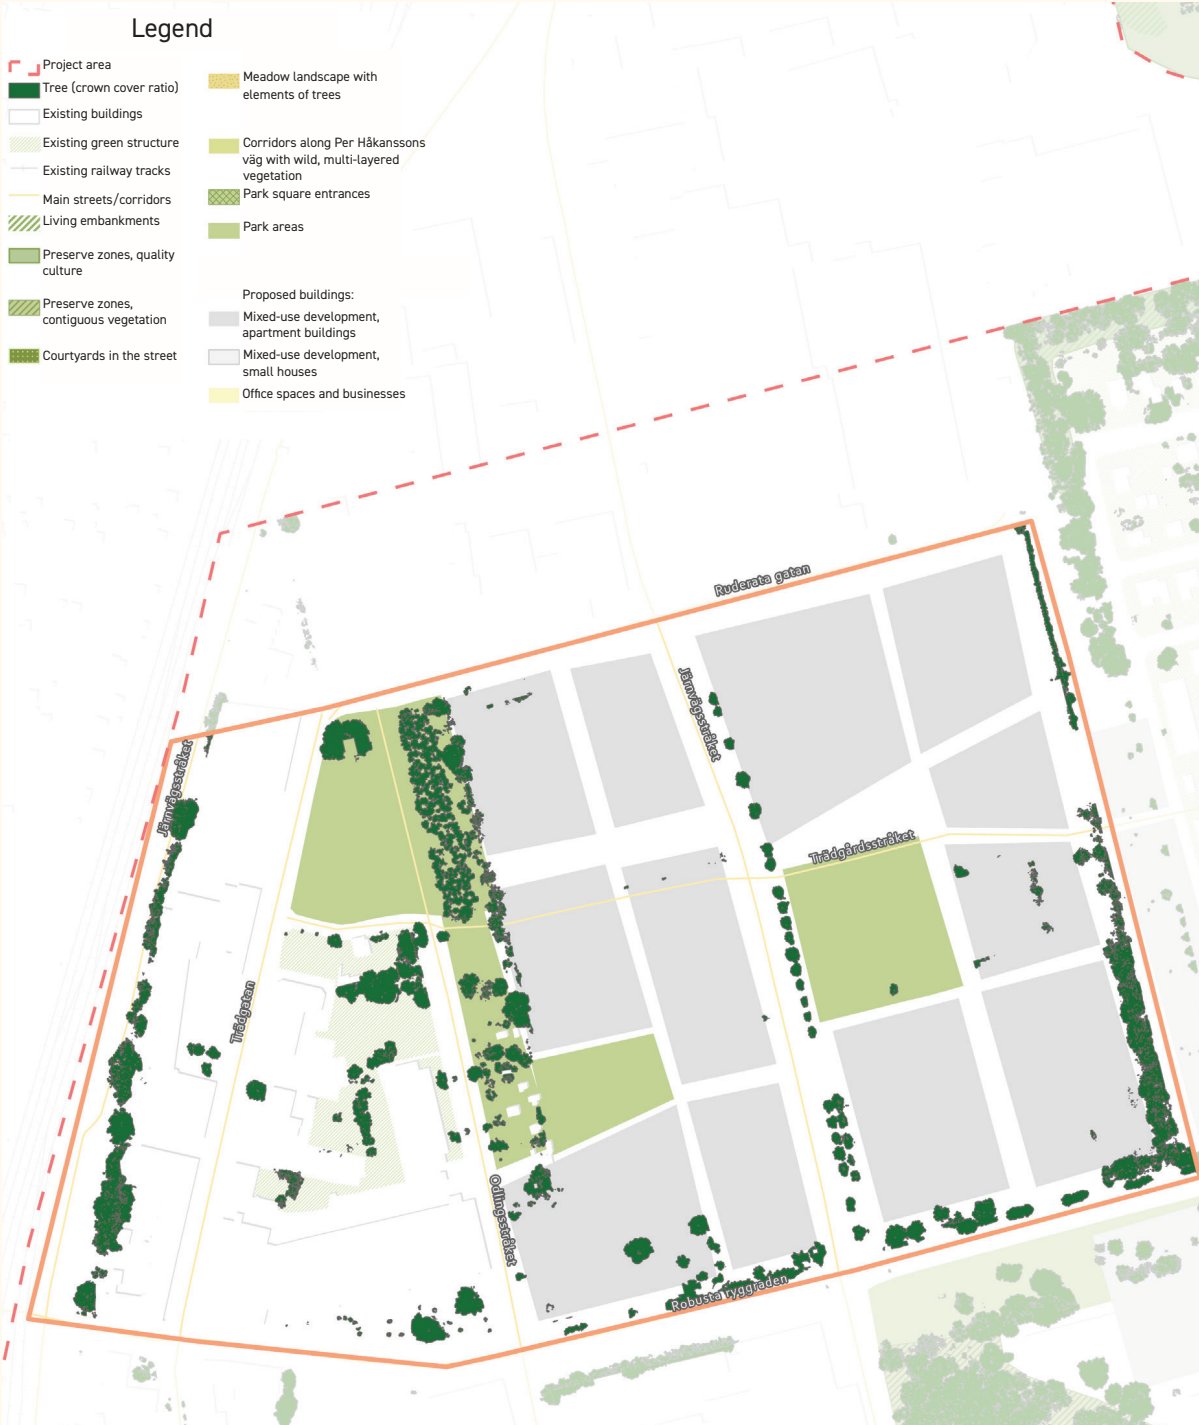 Legend
Project area
Tree (crown cover ratio)
Existing buildings
Existing green structure
Existing railway tracks
Main streets/corridors
Living embankments
Preserve zones, quality
culture
Preserve zones,
contiguous vegetation
Courtyards in the street
Meadow landscape with
elements of trees
Corridors along Per Håkanssons
väg with wild, multi-layered
vegetation
Park square entrances
Park areas
Proposed buildings:
Mixed-use development,
apartment buildings
Mixed-use development,
small houses
Office spaces and businesses
Ruderata gatan
Järnvägsstråket
Järnvägsstråket
Trädgårdsstråket
Trädgatan
Odlingsstråket
Robusta ryggraden